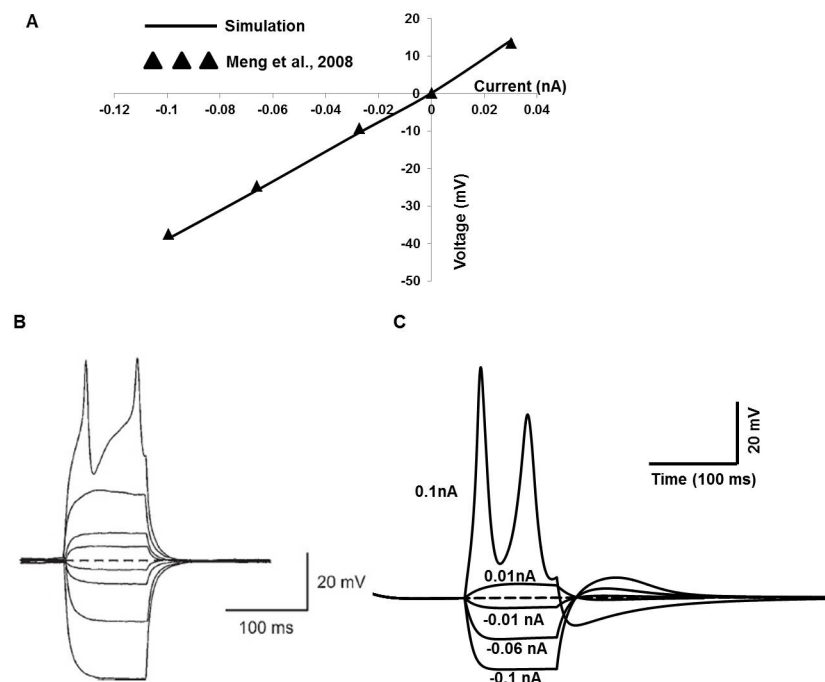 A
Simulation
Meng et al., 2008
20
10
0
Current (nA)
-0.12 -0.1 -0.08 -0.06 -0.04 -0.02 0 0.02 0.04
-10
-20
-30
-40
-50
Voltage (mV)
B
20 mV
100 ms
C
20 mV
Time (100 ms)
0.1nA
0.01nA
-0.01 nA
-0.06 nA
-0.1 nA